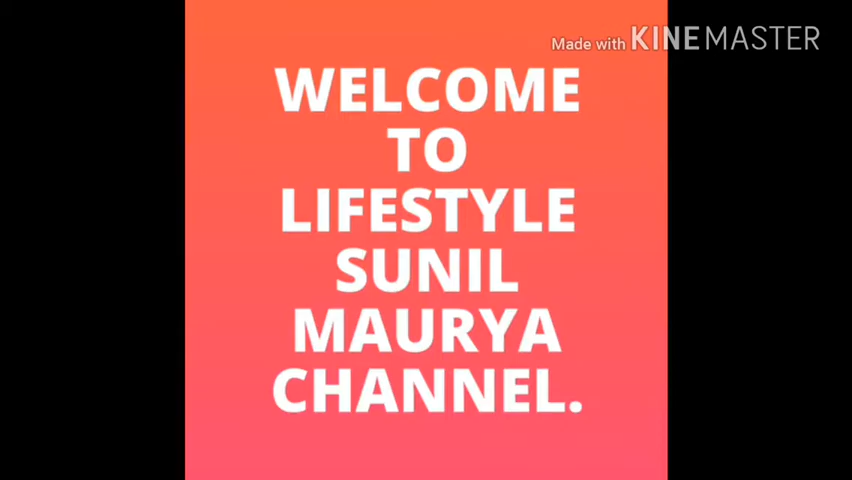 Made with KINEMASTER
WELCOME
TO
LIFESTYLE
SUNIL
MAURYA
CHANNEL.